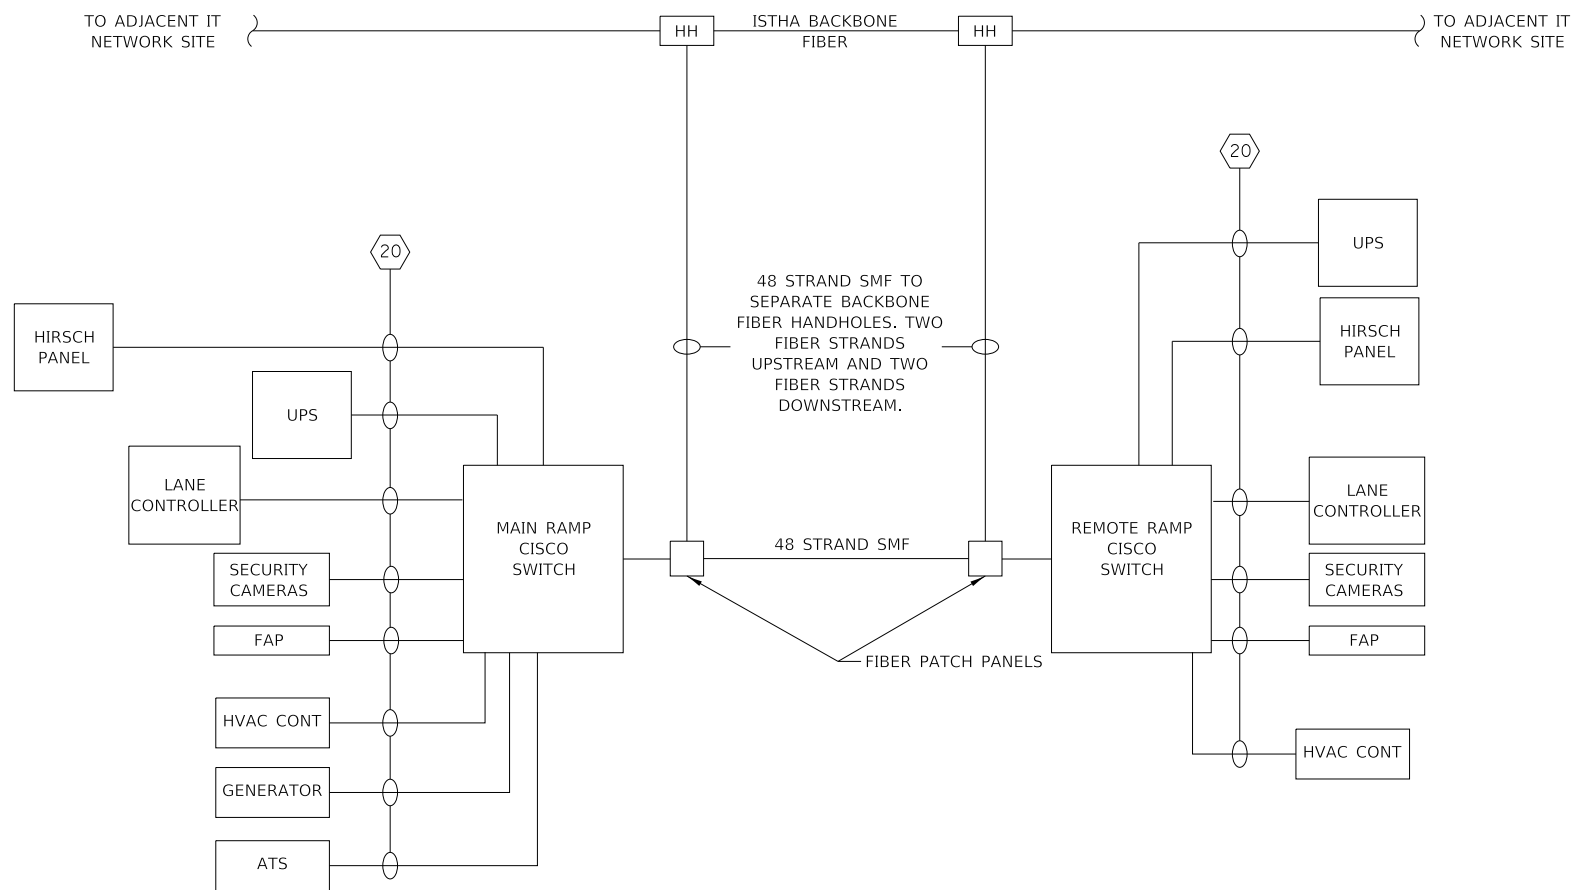 TO ADJACENT IT
NETWORK SITE
HH
ISTHA BACKBONE
FIBER
HH
TO ADJACENT IT
NETWORK SITE
20
20
UPS
HIRSCH
PANEL
48 STRAND SMF TO
SEPARATE BACKBONE
FIBER HANDHOLES. TWO
FIBER STRANDS
UPSTREAM AND TWO
FIBER STRANDS
DOWNSTREAM.
HIRSCH
PANEL
UPS
LANE
CONTROLLER
MAIN RAMP
CISCO
SWITCH
48 STRAND SMF
REMOTE RAMP
CISCO
SWITCH
LANE
CONTROLLER
SECURITY
CAMERAS
SECURITY
CAMERAS
FAP
FAP
FIBER PATCH PANELS
HVAC CONT
HVAC CONT
GENERATOR
ATS